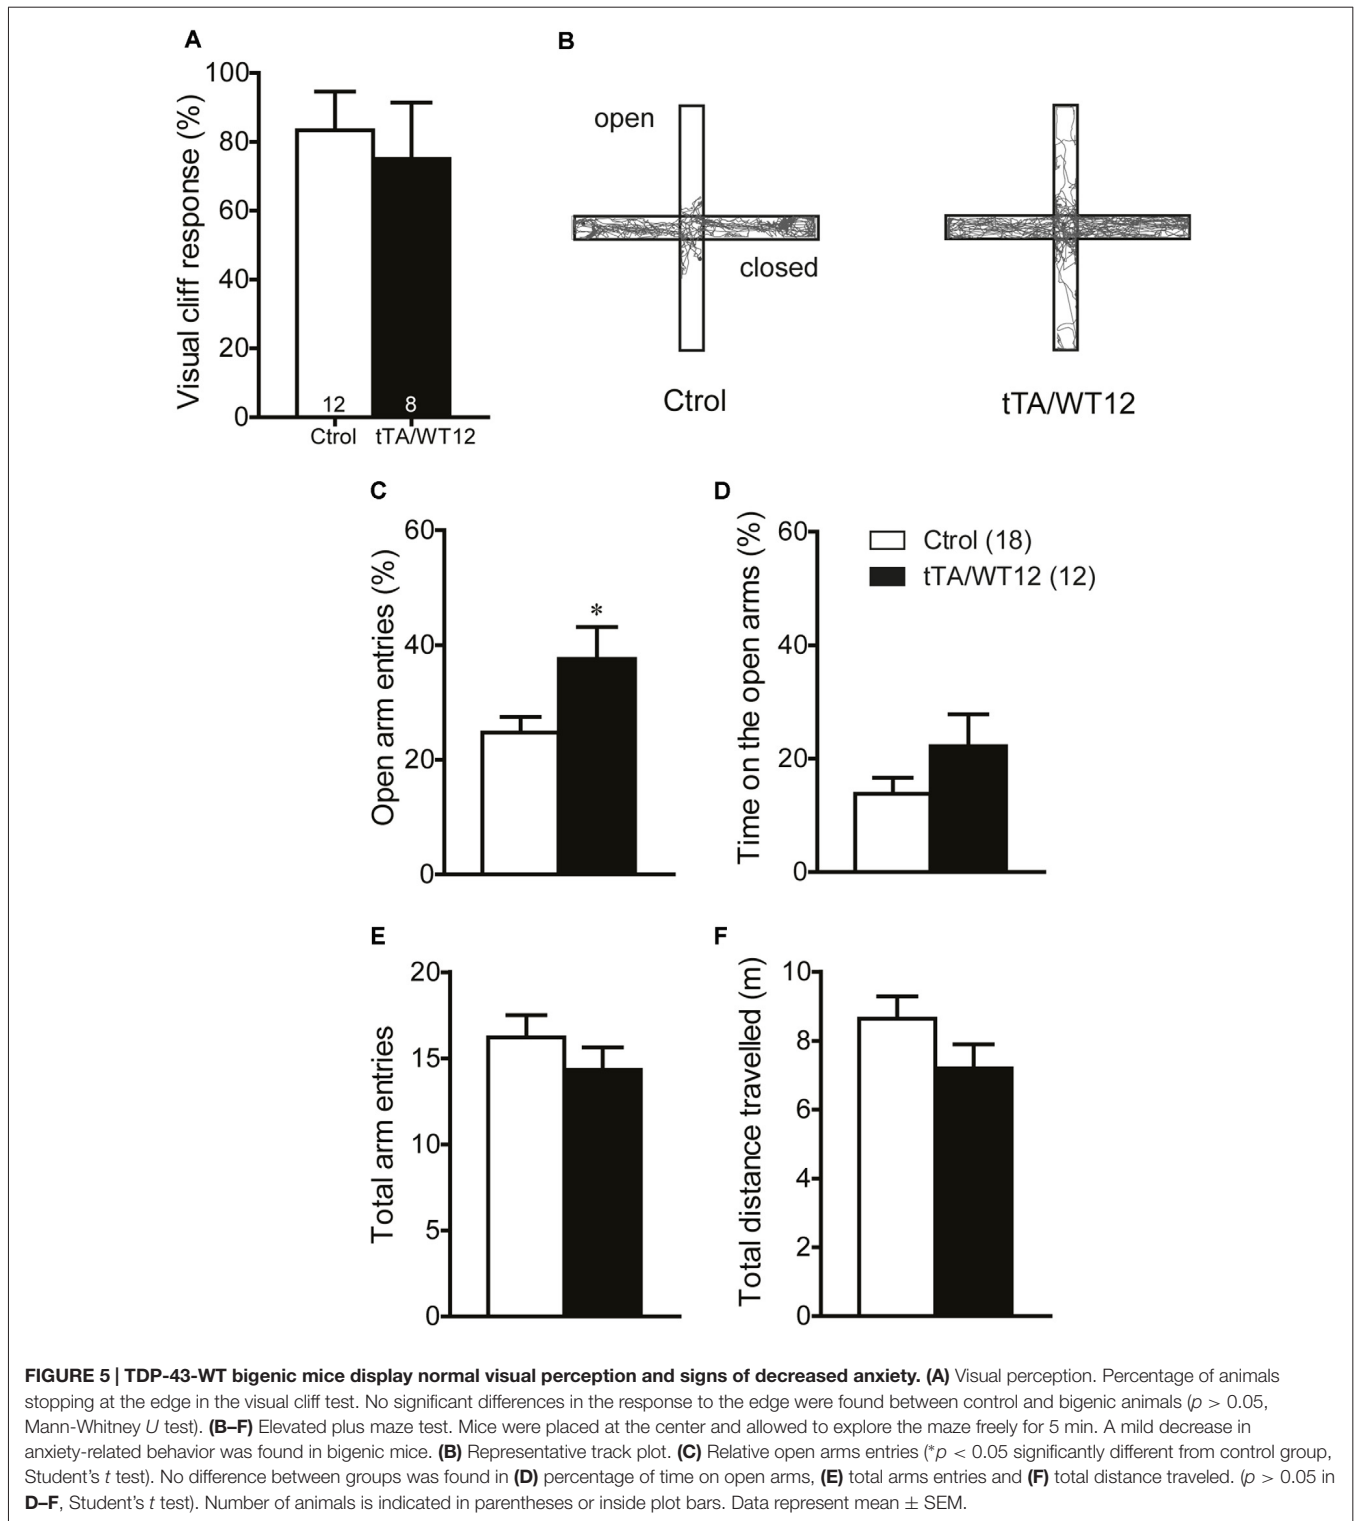 A
B
100
80
60
40
20
0
Visual cliff response (%)
12
8
Ctrol
tTA/WT12
open
closed
Ctrol
tTA/WT12
C
D
60
40
20
0
Open arm entries (%)
*
60
40
20
0
Time on the open arms (%)
Ctrol (18)
tTA/WT12 (12)
E
F
20
15
10
5
0
Total arm entries
10
8
6
4
2
0
Total distance travelled (m)
FIGURE 5 | TDP-43-WT bigenic mice display normal visual perception and signs of decreased anxiety. (A) Visual perception. Percentage of animals
stopping at the edge in the visual cliff test. No significant differences in the response to the edge were found between control and bigenic animals (p > 0.05,
Mann-Whitney U test). (B–F) Elevated plus maze test. Mice were placed at the center and allowed to explore the maze freely for 5 min. A mild decrease in
anxiety-related behavior was found in bigenic mice. (B) Representative track plot. (C) Relative open arms entries (*p < 0.05 significantly different from control group,
Student's t test). No difference between groups was found in (D) percentage of time on open arms, (E) total arms entries and (F) total distance traveled. (p > 0.05 in
D–F, Student's t test). Number of animals is indicated in parentheses or inside plot bars. Data represent mean ± SEM.